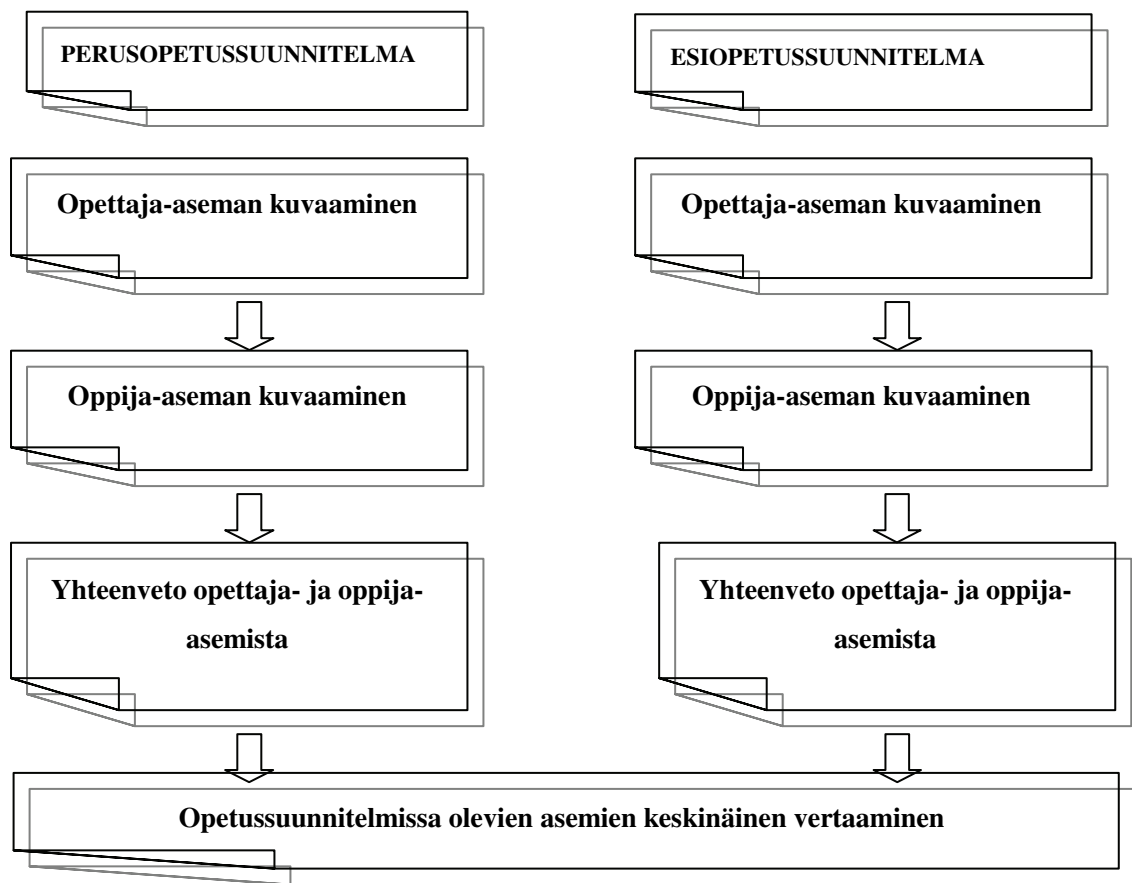 PERUSOPETUSSUUNNITELMA
ESIOPETUSSUUNNITELMA
Opettaja-aseman kuvaaminen
Opettaja-aseman kuvaaminen
Oppija-aseman kuvaaminen
Oppija-aseman kuvaaminen
Yhteenveto opettaja- ja oppija-
asemista
Yhteenveto opettaja- ja oppija-
asemista
Opetussuunnitelmissa olevien asemien keskinäinen vertaaminen